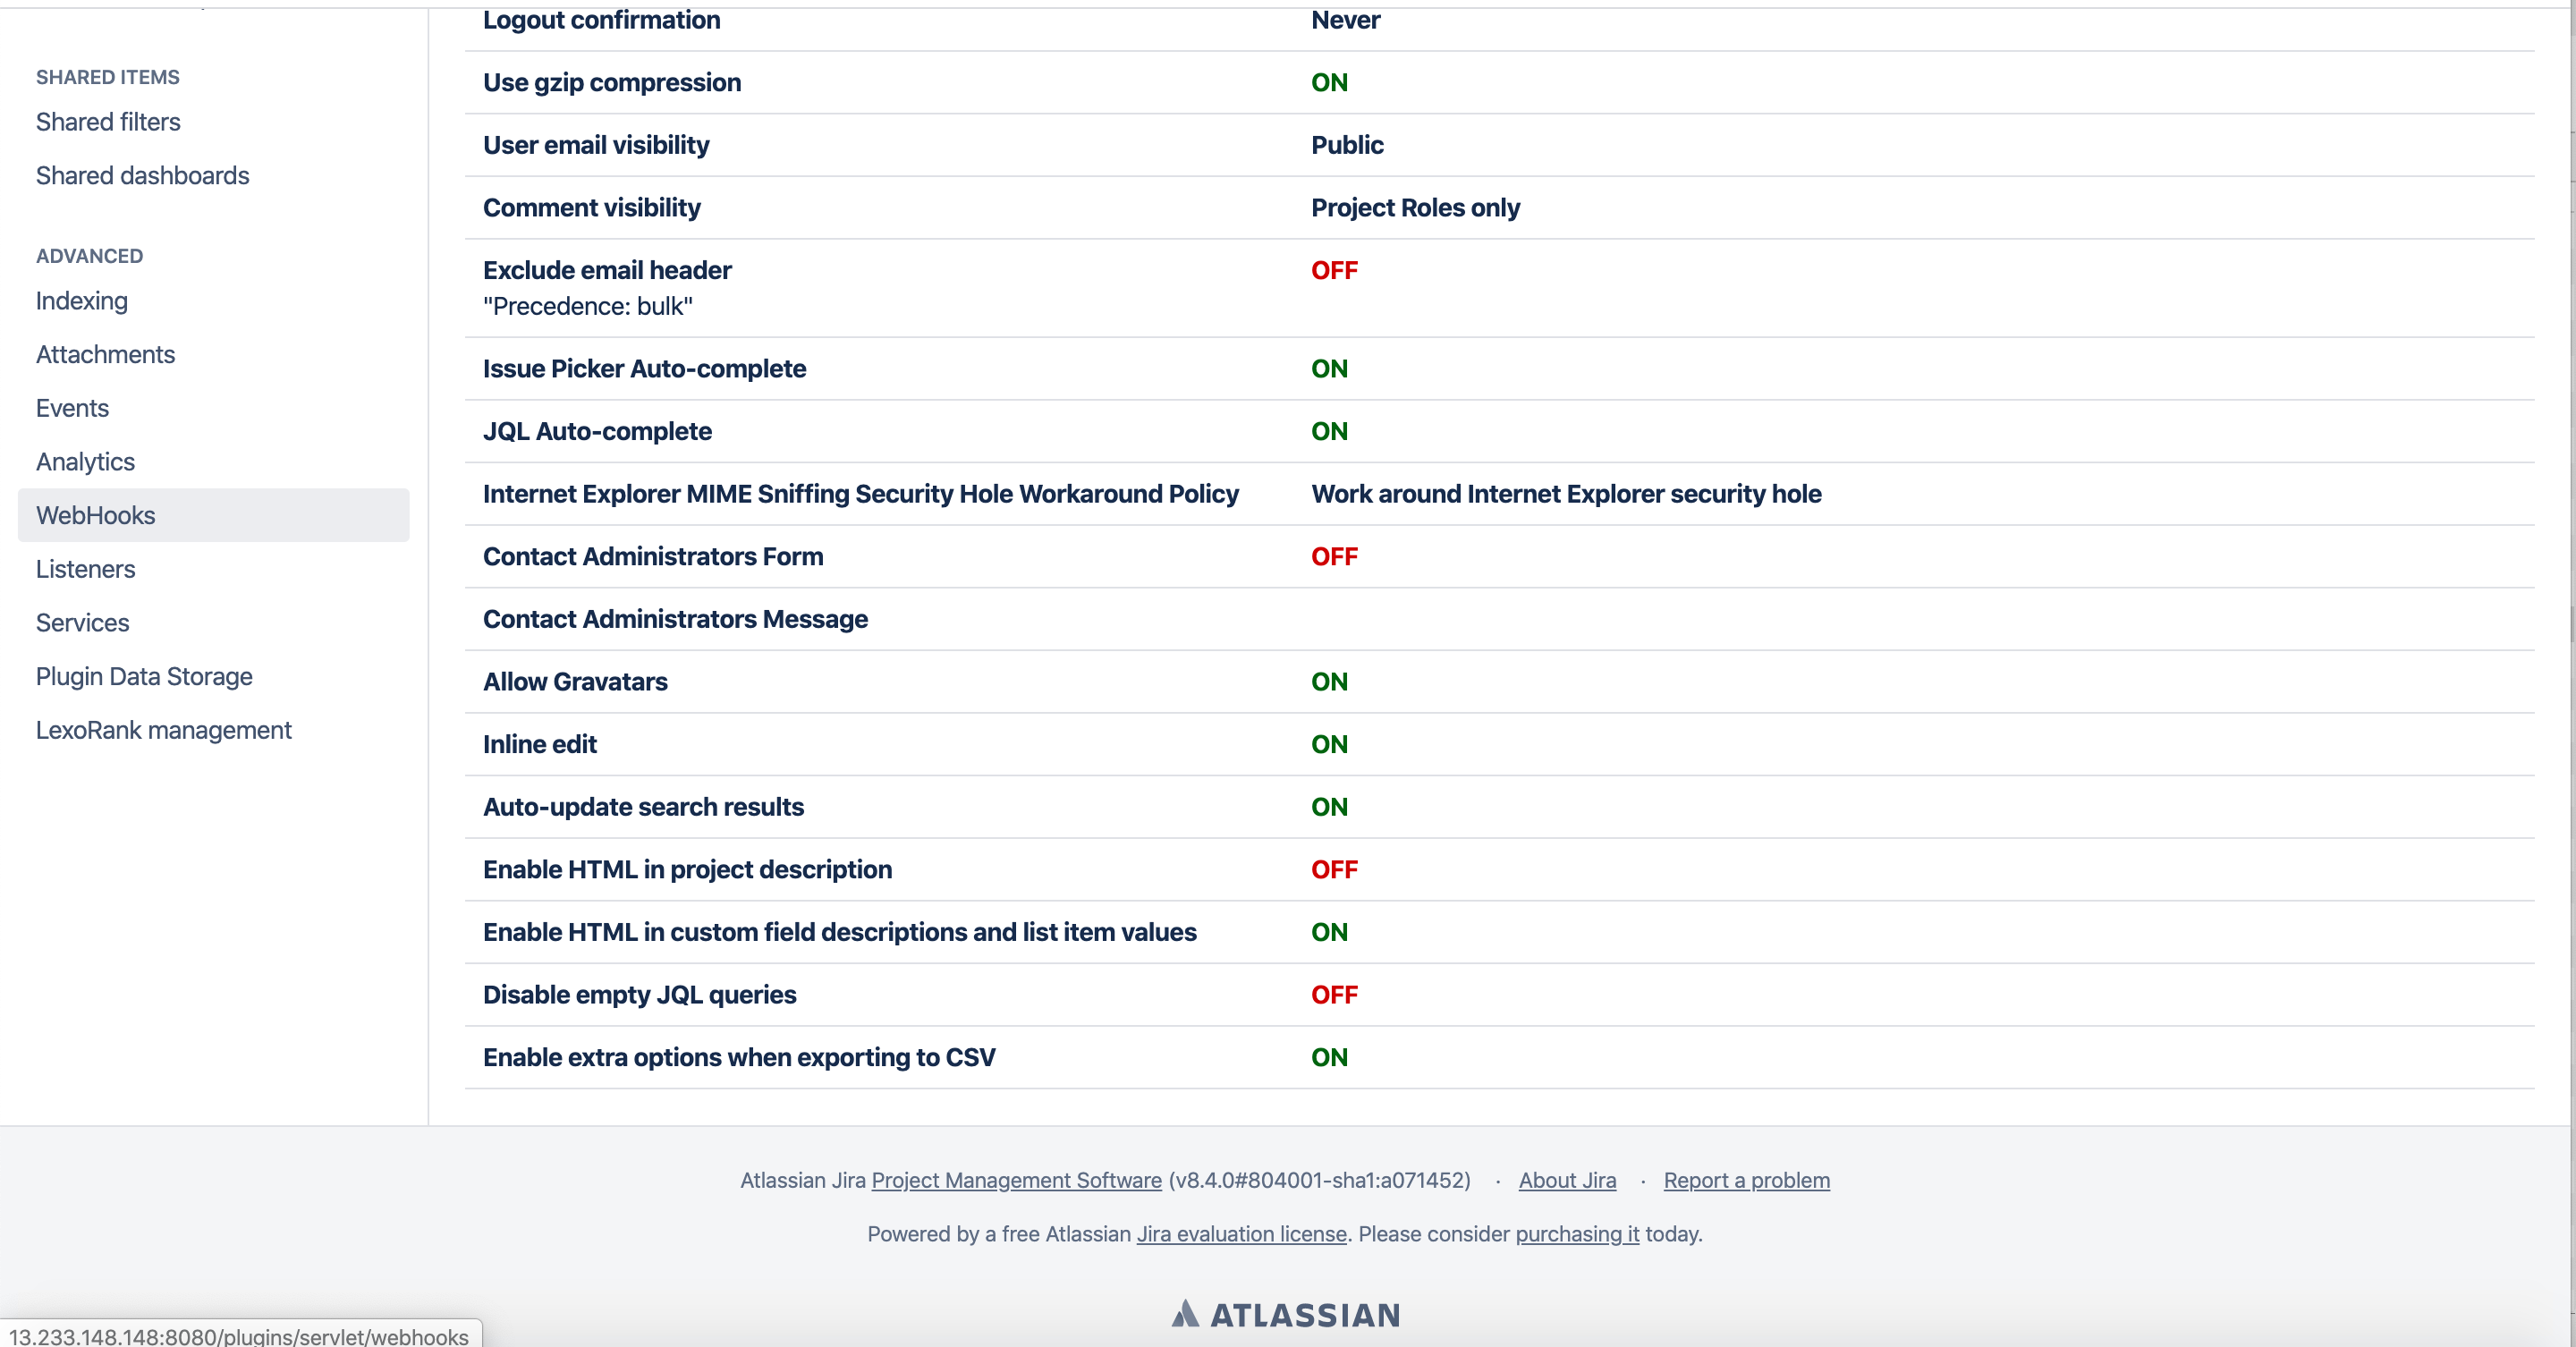 SHARED ITEMS
Shared filters
Shared dashboards
ADVANCED
Indexing
Attachments
Events
Analytics
WebHooks
Listeners
Services
Plugin Data Storage
LexoRank management
Logout confirmation Never
Use gzip compression ON
User email visibility Public
Comment visibility Project Roles only
Exclude email header OFF
"Precedence: bulk"
Issue Picker Auto-complete ON
JQL Auto-complete ON
Internet Explorer MIME Sniffing Security Hole Workaround Policy Work around Internet Explorer security hole
Contact Administrators Form OFF
Contact Administrators Message
Allow Gravatars ON
Inline edit ON
Auto-update search results ON
Enable HTML in project description OFF
Enable HTML in custom field descriptions and list item values ON
Disable empty JQL queries OFF
Enable extra options when exporting to CSV ON
Atlassian Jira Project Management Software (v8.4.0#804001-sha1:a071452) · About Jira · Report a problem
Powered by a free Atlassian Jira evaluation license. Please consider purchasing it today.
ATLASSIAN
13.233.148.148:8080/plugins/servlet/webhooks